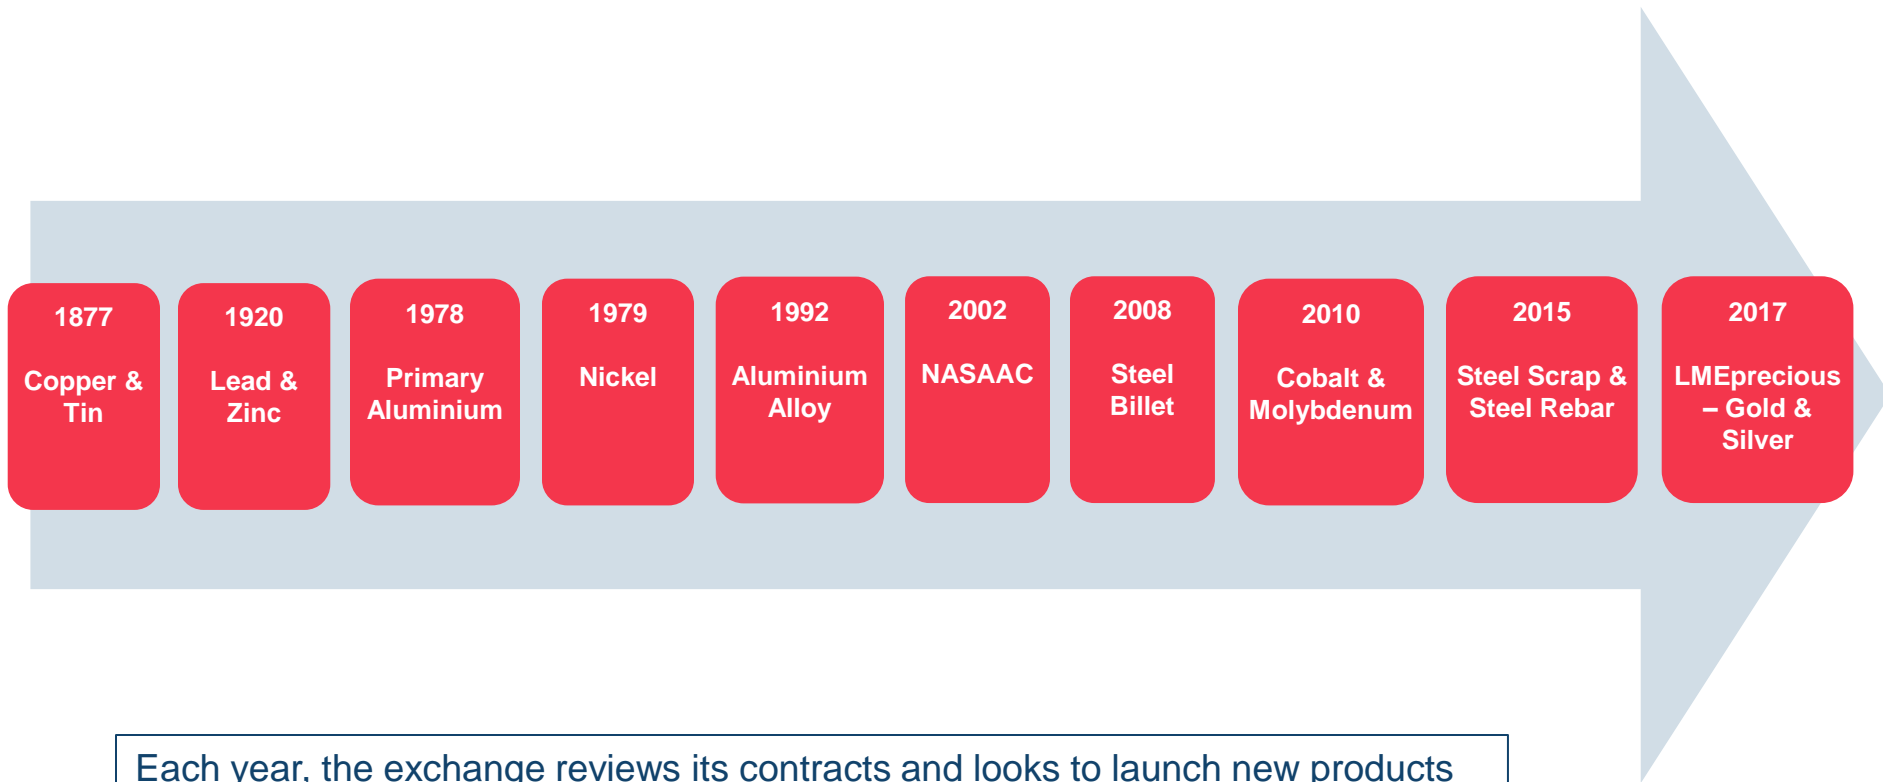 1877
Copper &
Tin
1920
Lead &
Zinc
1978
Primary
Aluminium
1979
Nickel
1992
Aluminium
Alloy
2002
NASAAC
2008
Steel
Billet
2010
Cobalt &
Molybdenum
2015
Steel Scrap &
Steel Rebar
2017
LMEprecious
– Gold &
Silver
Each year, the exchange reviews its contracts and looks to launch new products